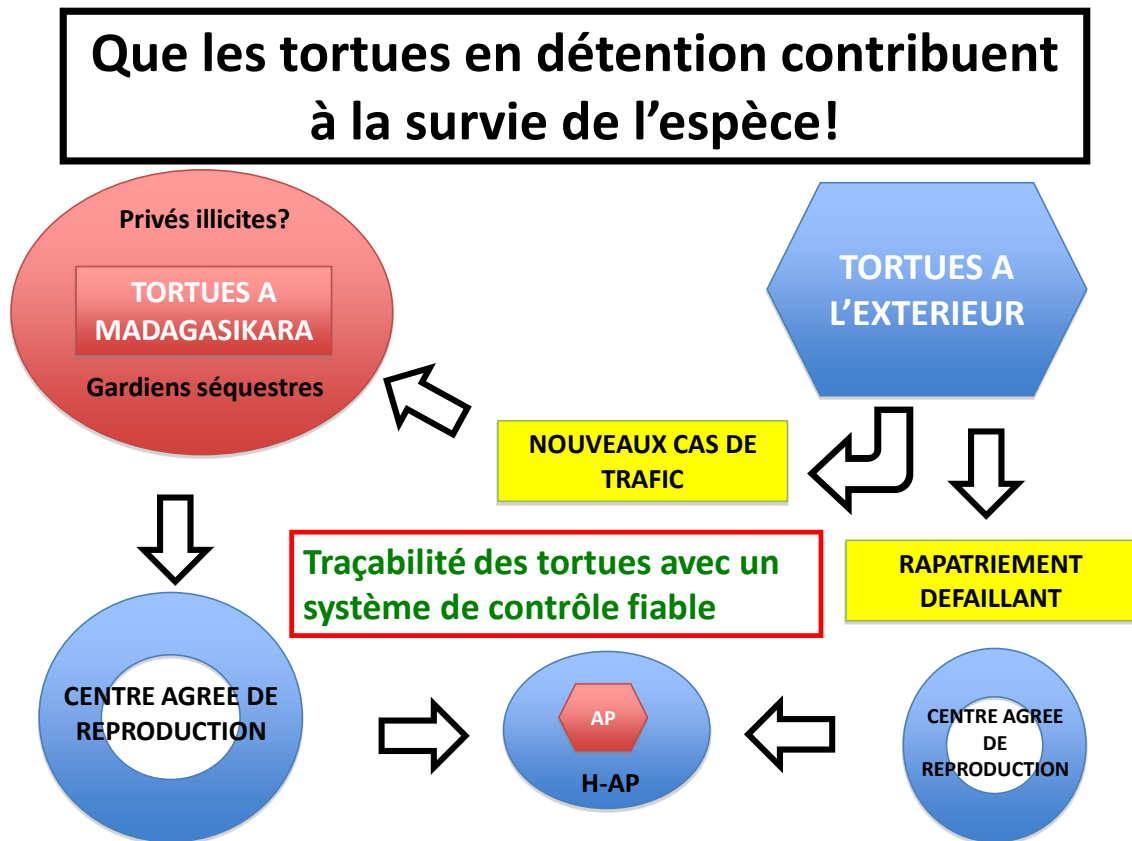 Que les tortues en détention contribuent
à la survie de l’espèce!
Privés illicites?
TORTUES A
MADAGASIKARA
Gardiens séquestres
TORTUES A
L’EXTERIEUR
NOUVEAUX CAS DE
TRAFIC
Traçabilité des tortues avec un
système de contrôle fiable
RAPATRIEMENT
DEFAILLANT
CENTRE AGREE DE
REPRODUCTION
AP
H-AP
CENTRE AGREE
DE
REPRODUCTION